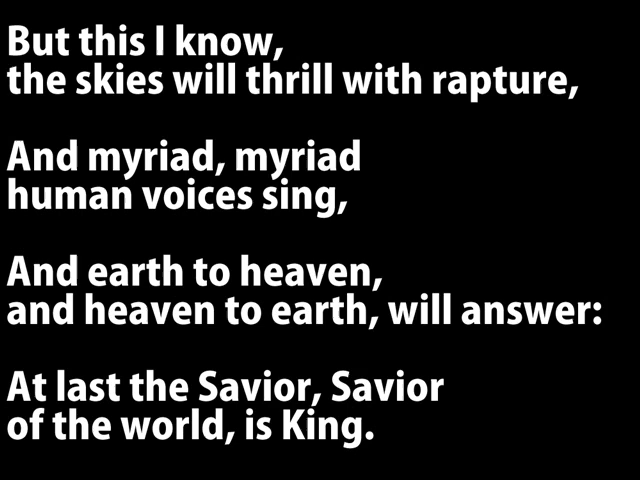 But this I know,
the skies will thrill with rapture,
And myriad, myriad
human voices sing,
And earth to heaven,
and heaven to earth, will answer:
At last the Savior, Savior
of the world, is King.